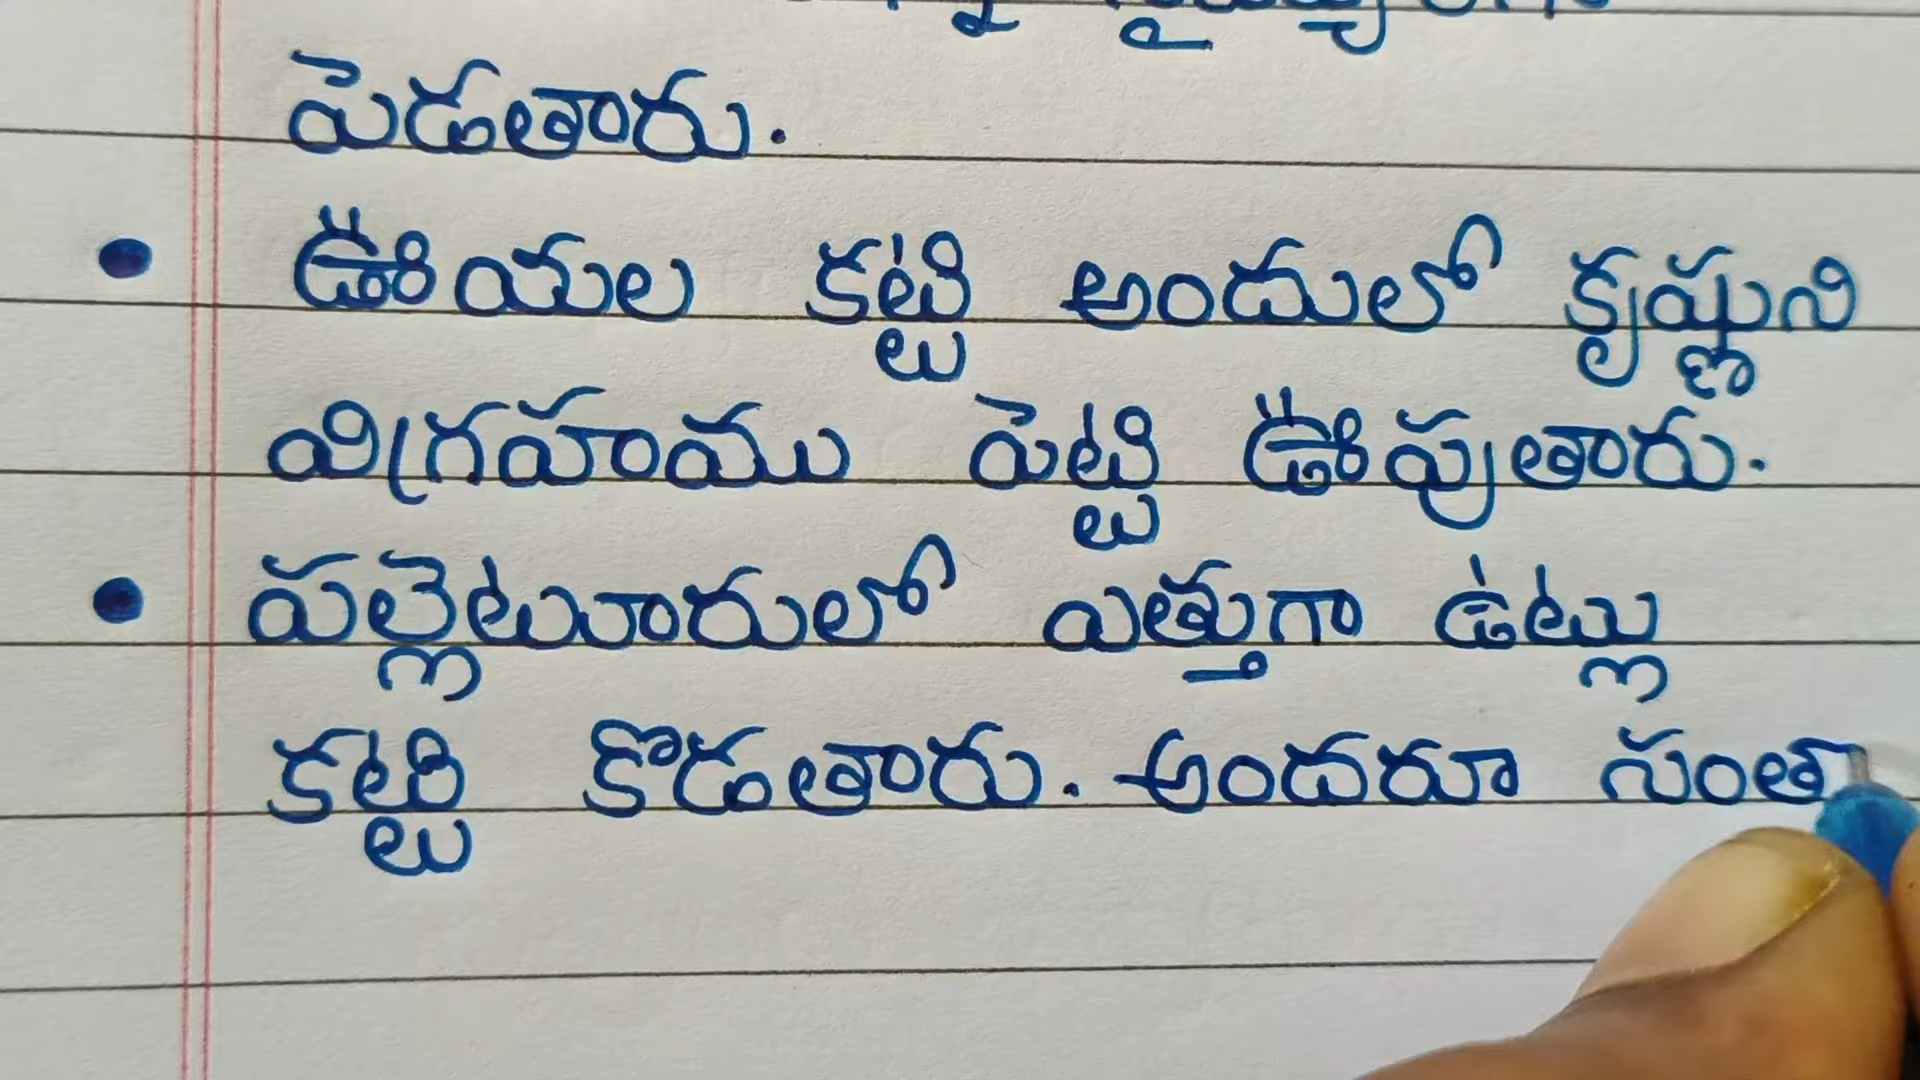 పెడతారు.
• ఊయల కట్టి అందులో కృష్ణుని
విగ్రహము పెట్టి ఊపుతారు.
• పల్లెటూరులో ఎత్తుగా ఉట్లు
కట్టి కొడతారు. అందరూ సంతా